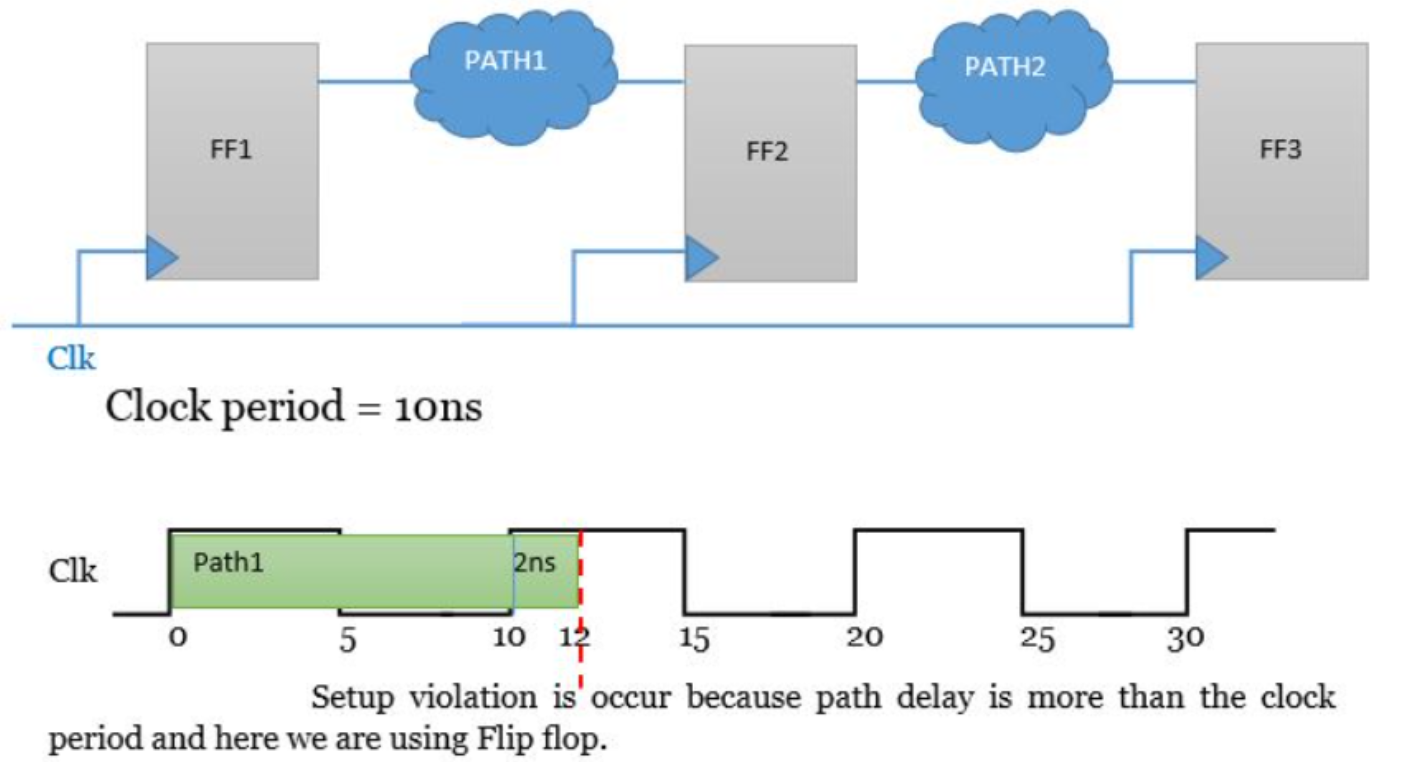 PATH1
PATH2
FF1
FF2
FF3
Clk
Clock period = 10ns
Clk
Path1
2ns
0 5 10 12 15 20 25 30
Setup violation is occur because path delay is more than the clock
period and here we are using Flip flop.